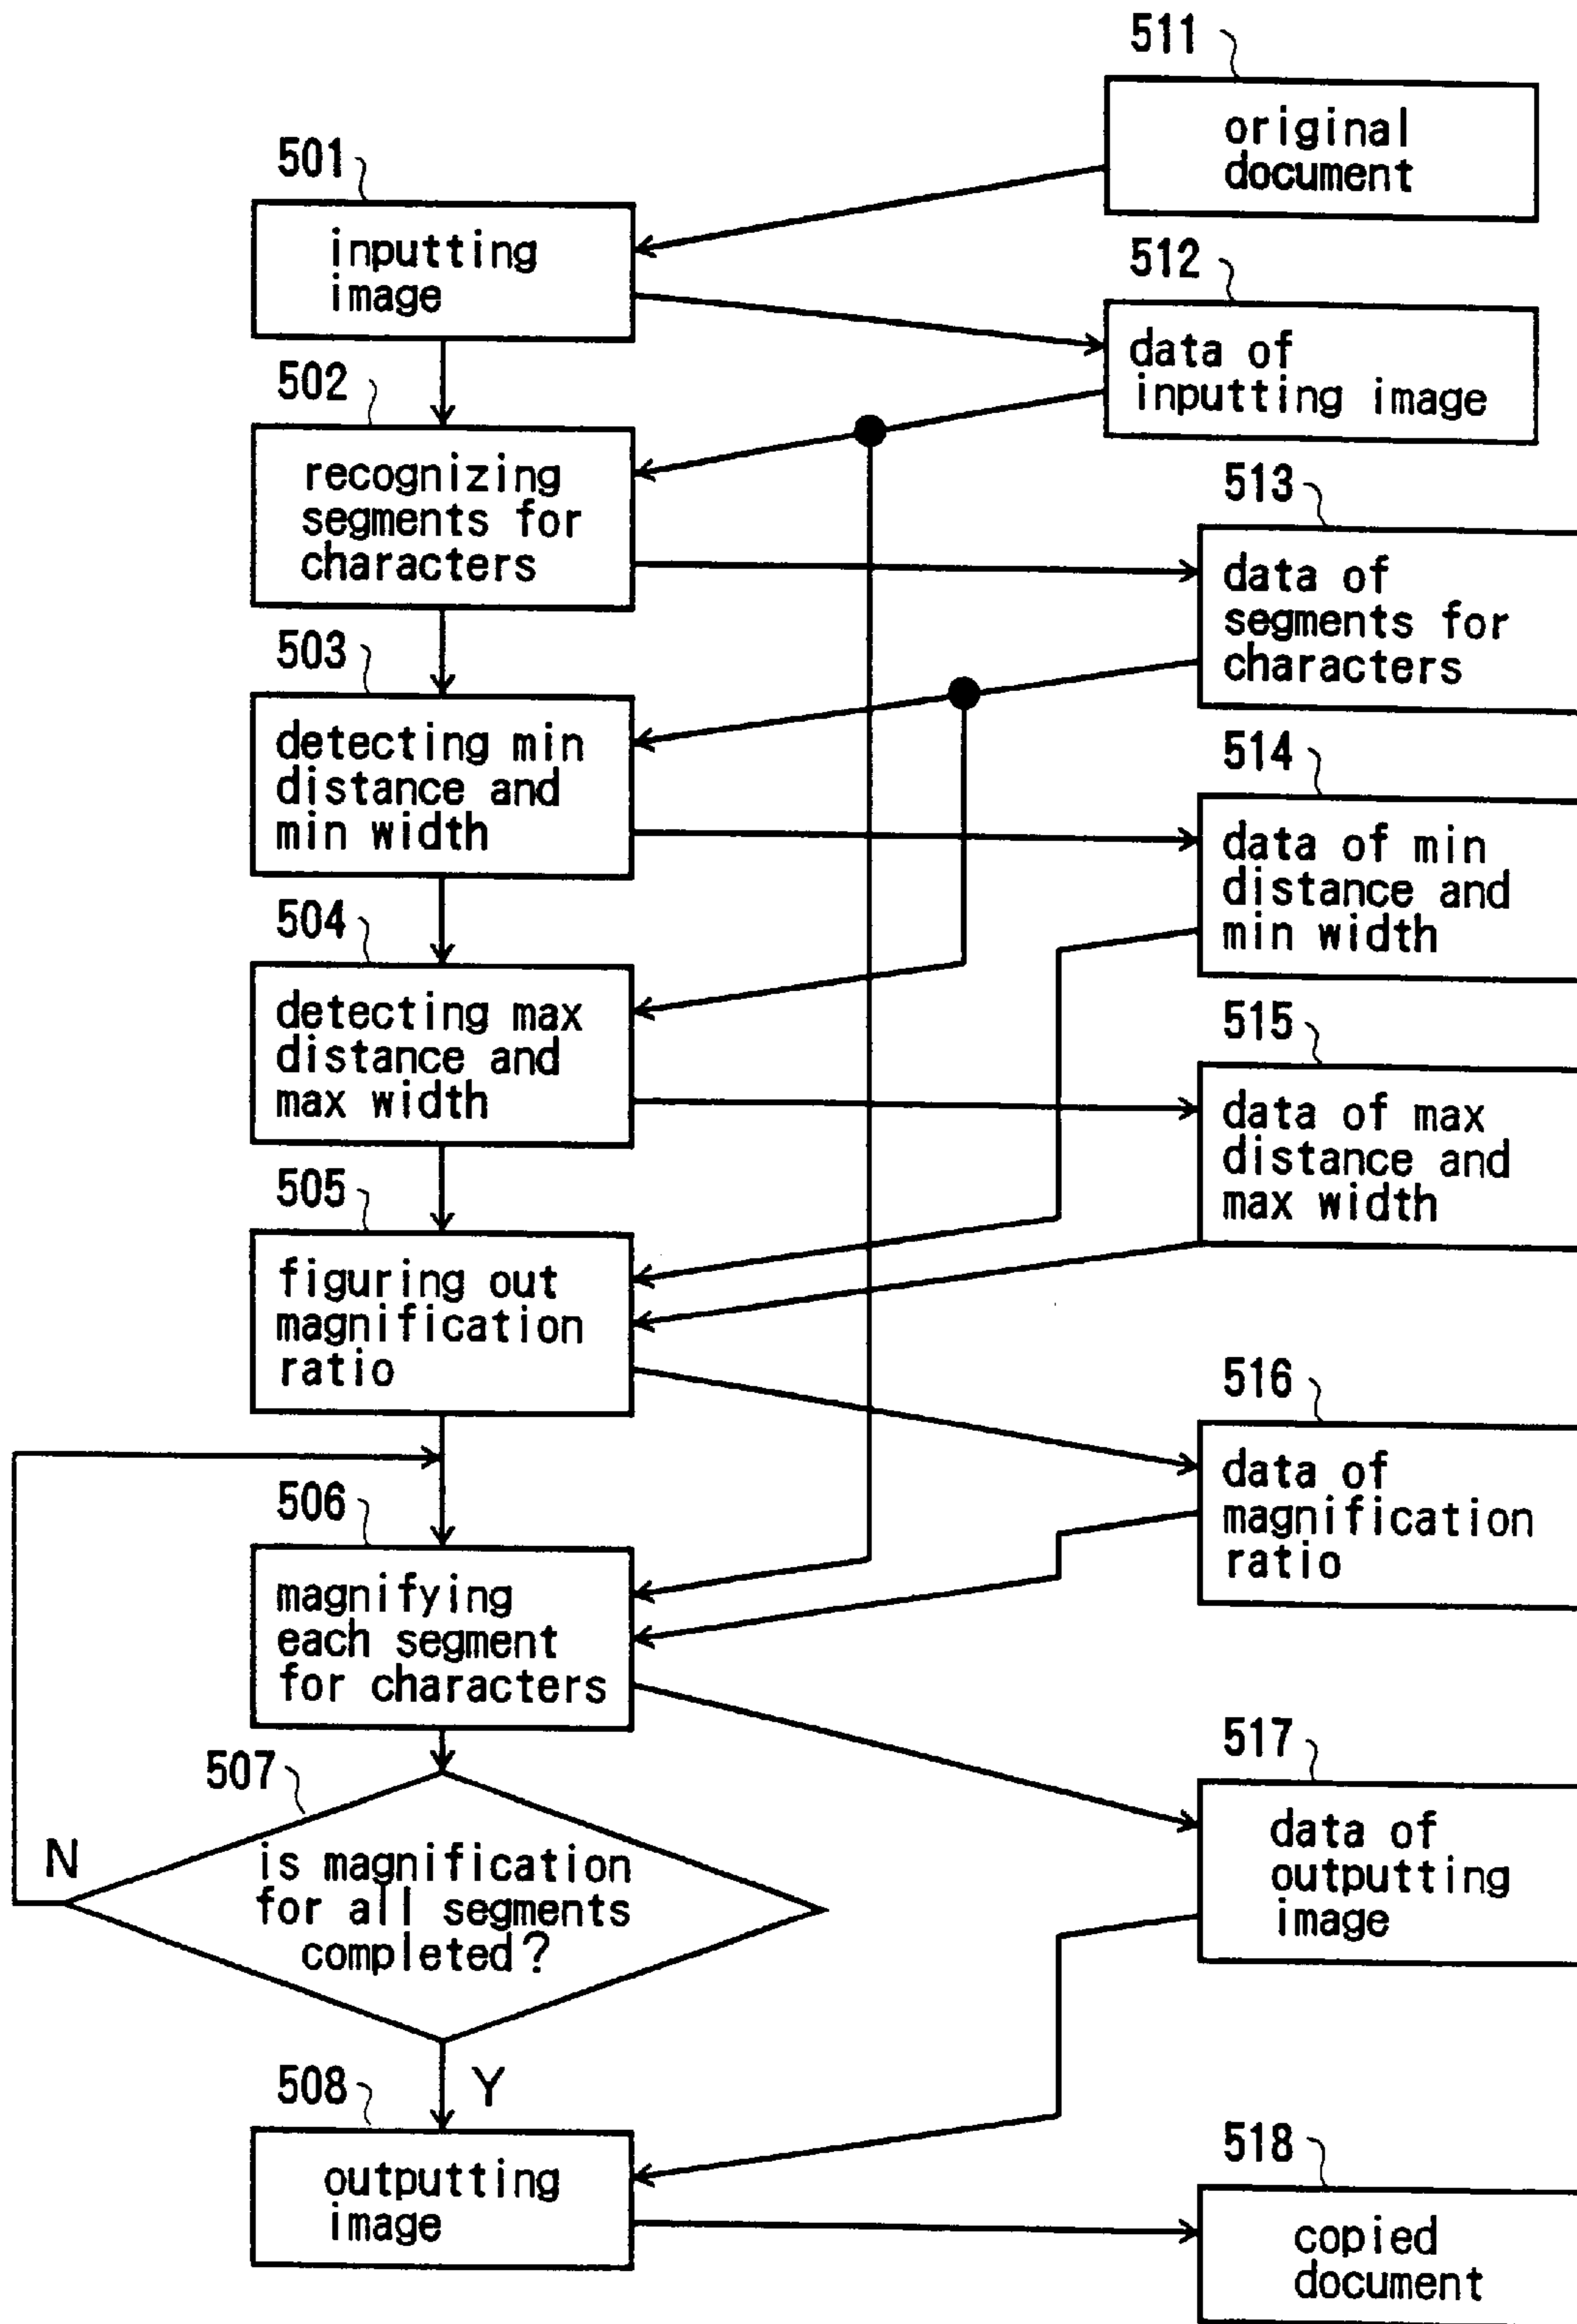 511
original
document
501
inputting
image
512
data of
inputting image
502
recognizing
segments for
characters
513
data of
segments for
characters
503
detecting min
distance and
min width
514
data of min
distance and
min width
504
detecting max
distance and
max width
515
data of max
distance and
max width
505
figuring out
magnification
ratio
516
data of
magnification
ratio
506
magnifying
each segment
for characters
517
data of
outputting
image
507
N
is magnification
for all segments
completed?
Y
508
outputting
image
518
copied
document